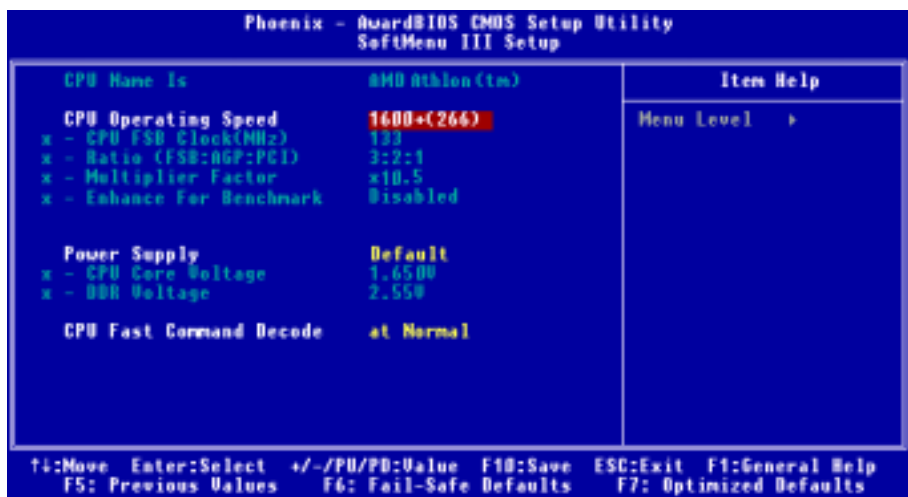 Phoenix - AwardBIOS CMOS Setup Utility
SoftMenu III Setup
CPU Name Is AMD Athlon(tm)
CPU Operating Speed 1600+(266)
x - CPU FSB Clock(MHz) 133
x - Ratio (FSB:AGP:PCI) 3:2:1
x - Multiplier Factor x10.5
x - Enhance For Benchmark Disabled
Power Supply Default
x - CPU Core Voltage 1.650V
x - DDR Voltage 2.55V
CPU Fast Command Decode at Normal
Item Help
Menu Level ▸
↑↓:Move Enter:Select +/-/PU/PD:Value F10:Save ESC:Exit F1:General Help
F5: Previous Values F6: Fail-Safe Defaults F7: Optimized Defaults